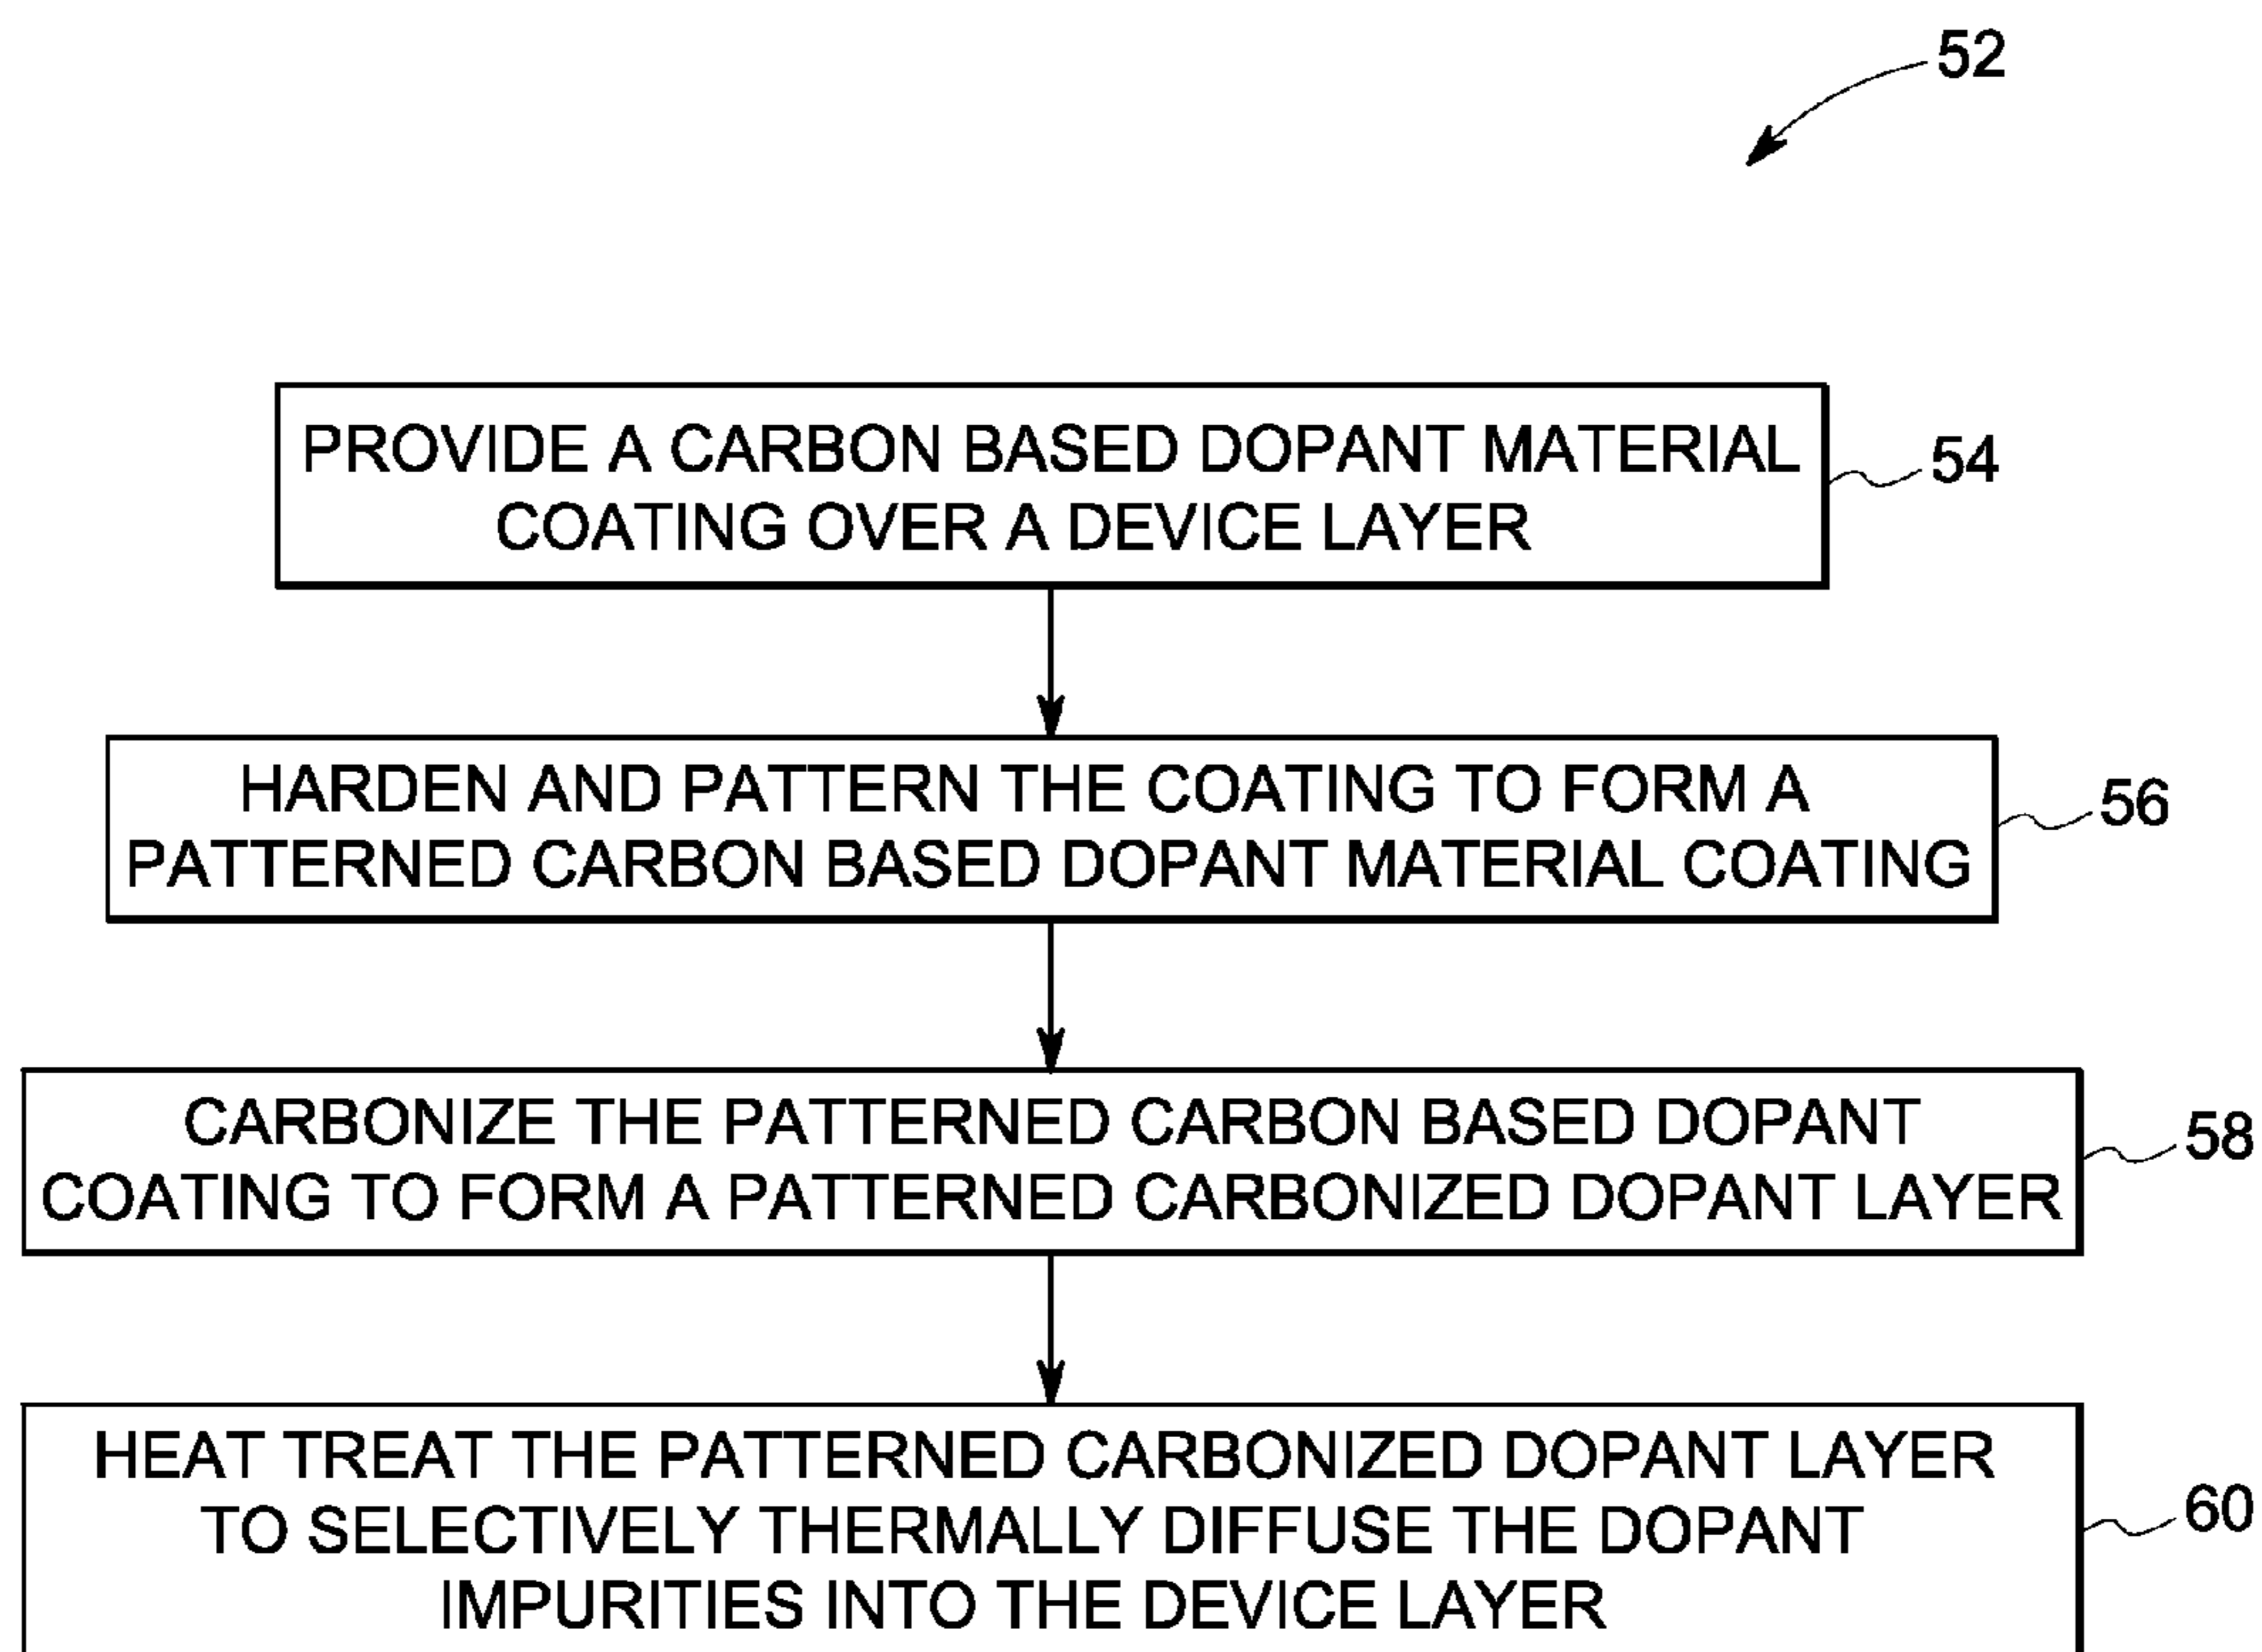 52
PROVIDE A CARBON BASED DOPANT MATERIAL
COATING OVER A DEVICE LAYER
54
HARDEN AND PATTERN THE COATING TO FORM A
PATTERNED CARBON BASED DOPANT MATERIAL COATING
56
CARBONIZE THE PATTERNED CARBON BASED DOPANT
COATING TO FORM A PATTERNED CARBONIZED DOPANT LAYER
58
HEAT TREAT THE PATTERNED CARBONIZED DOPANT LAYER
TO SELECTIVELY THERMALLY DIFFUSE THE DOPANT
IMPURITIES INTO THE DEVICE LAYER
60